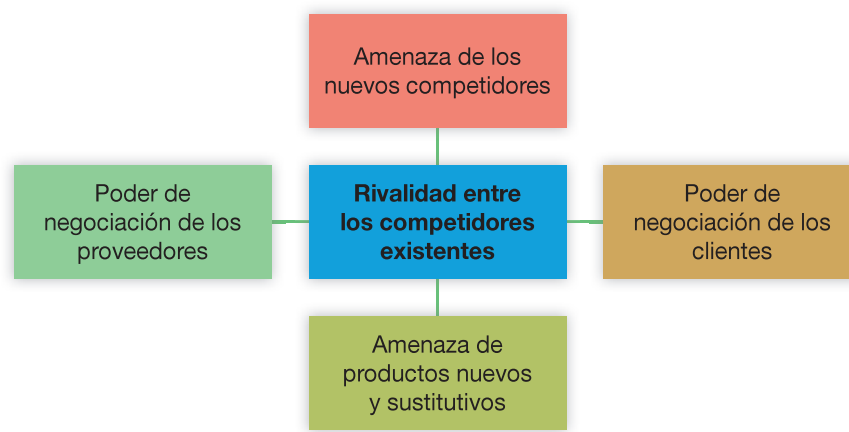 Amenaza de los
nuevos competidores
Poder de
negociación de los
proveedores
Rivalidad entre
los competidores
existentes
Poder de
negociación de los
clientes
Amenaza de
productos nuevos
y sustitutivos